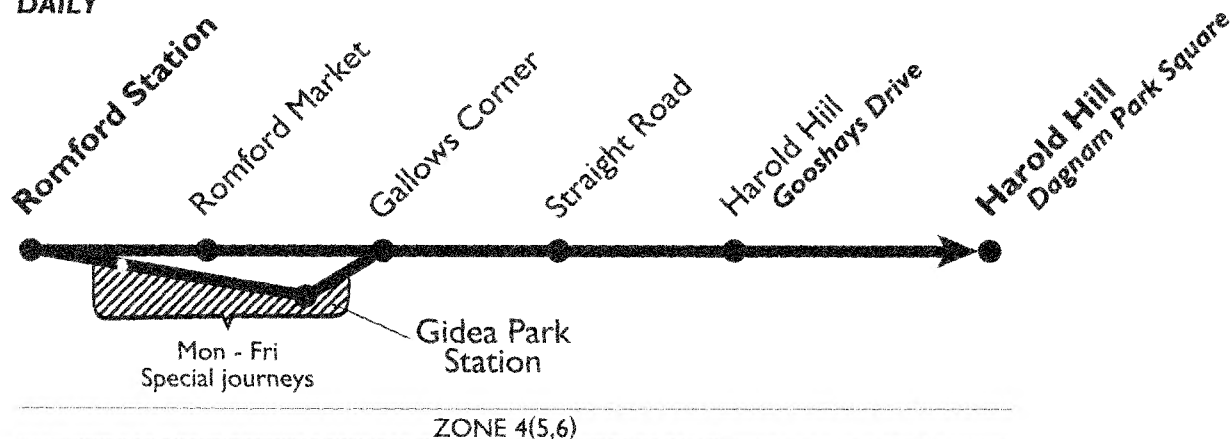 DAILY
Romford Station
Romford Market
Gallows Corner
Straight Road
Harold Hill
Gooshays Drive
Harold Hill
Dagnam Park Square
Gidea Park
Station
Mon - Fri
Special journeys
ZONE 4(5,6)